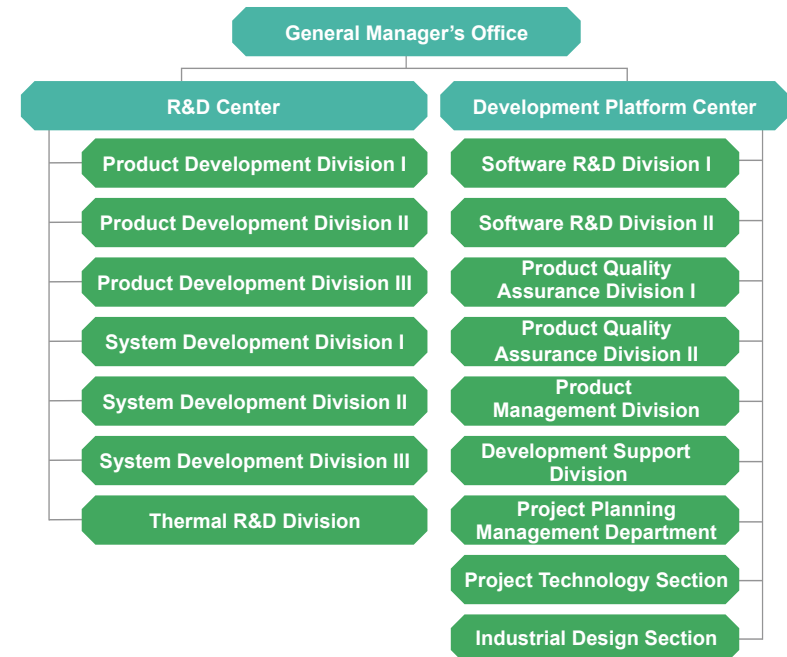 General Manager’s Office
R&D Center
Product Development Division I
Product Development Division II
Product Development Division III
System Development Division I
System Development Division II
System Development Division III
Thermal R&D Division
Development Platform Center
Software R&D Division I
Software R&D Division II
Product Quality
Assurance Division I
Product Quality
Assurance Division II
Product
Management Division
Development Support
Division
Project Planning
Management Department
Project Technology Section
Industrial Design Section